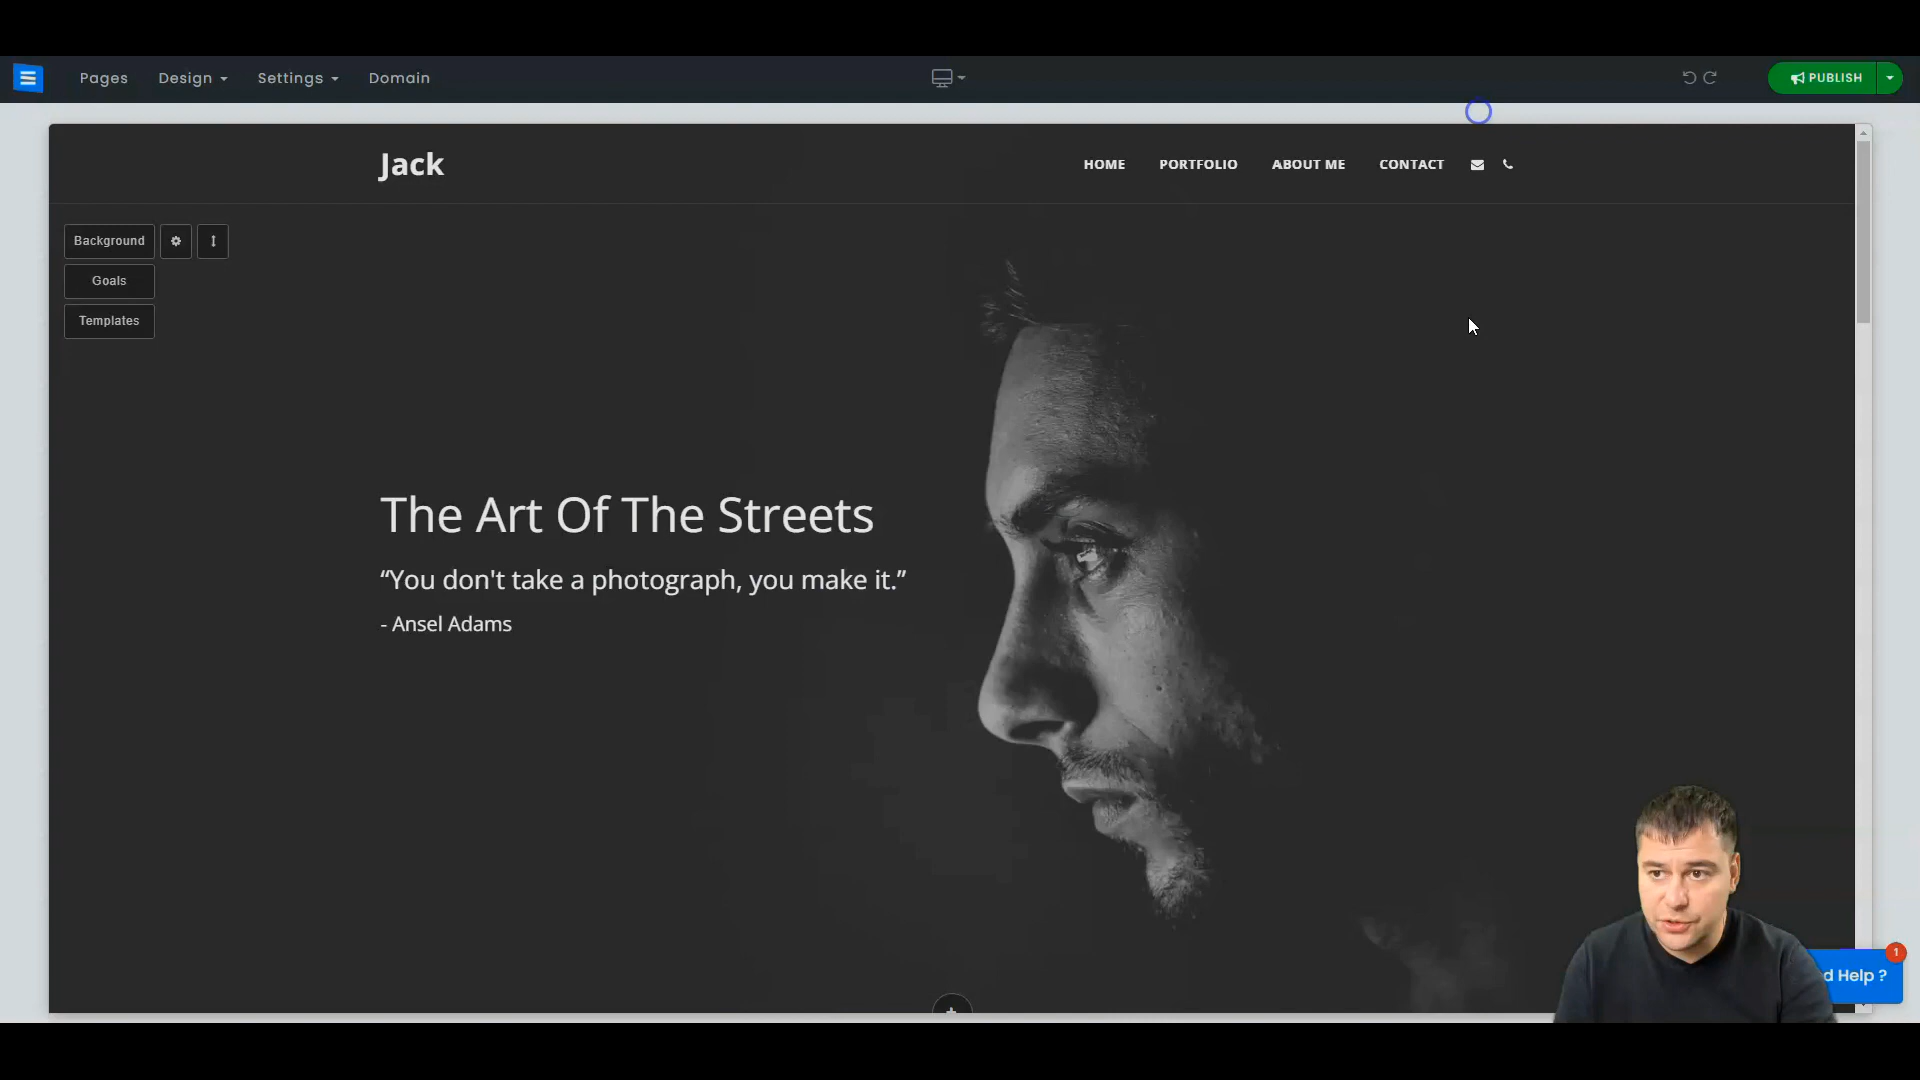 Pages Design Settings Domain PUBLISH
Jack HOME PORTFOLIO ABOUT ME CONTACT
Background
Goals
Templates
The Art Of The Streets
“You don't take a photograph, you make it.”
- Ansel Adams
1
d Help ?